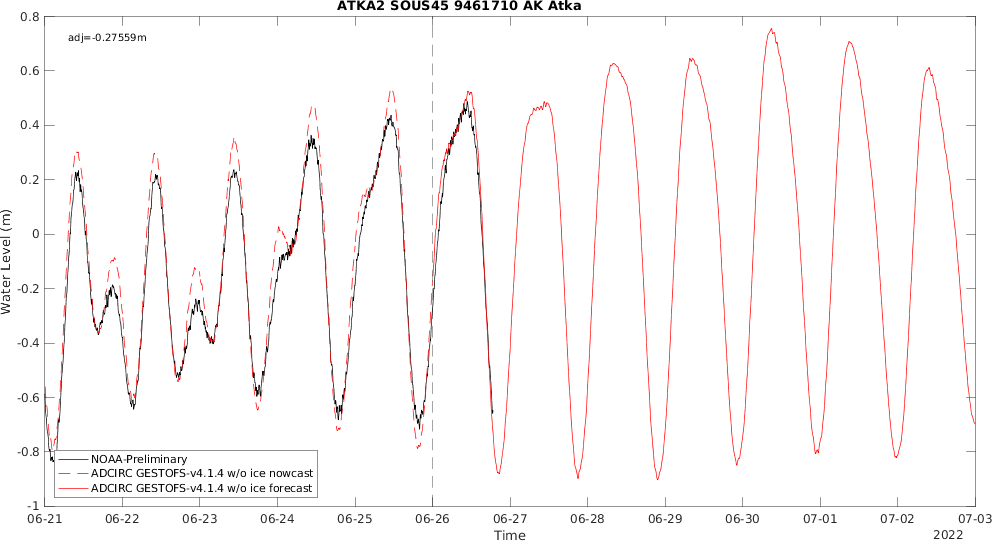 ATKA2 SOUS45 9461710 AK Atka
adj=-0.27559m
0.8
0.6
0.4
0.2
0
-0.2
-0.4
-0.6
-0.8
-1
Water Level (m)
NOAA-Preliminary
ADCIRC GESTOFS-v4.1.4 w/o ice nowcast
ADCIRC GESTOFS-v4.1.4 w/o ice forecast
06-21 06-22 06-23 06-24 06-25 06-26 06-27 06-28 06-29 06-30 07-01 07-02 07-03
Time
2022